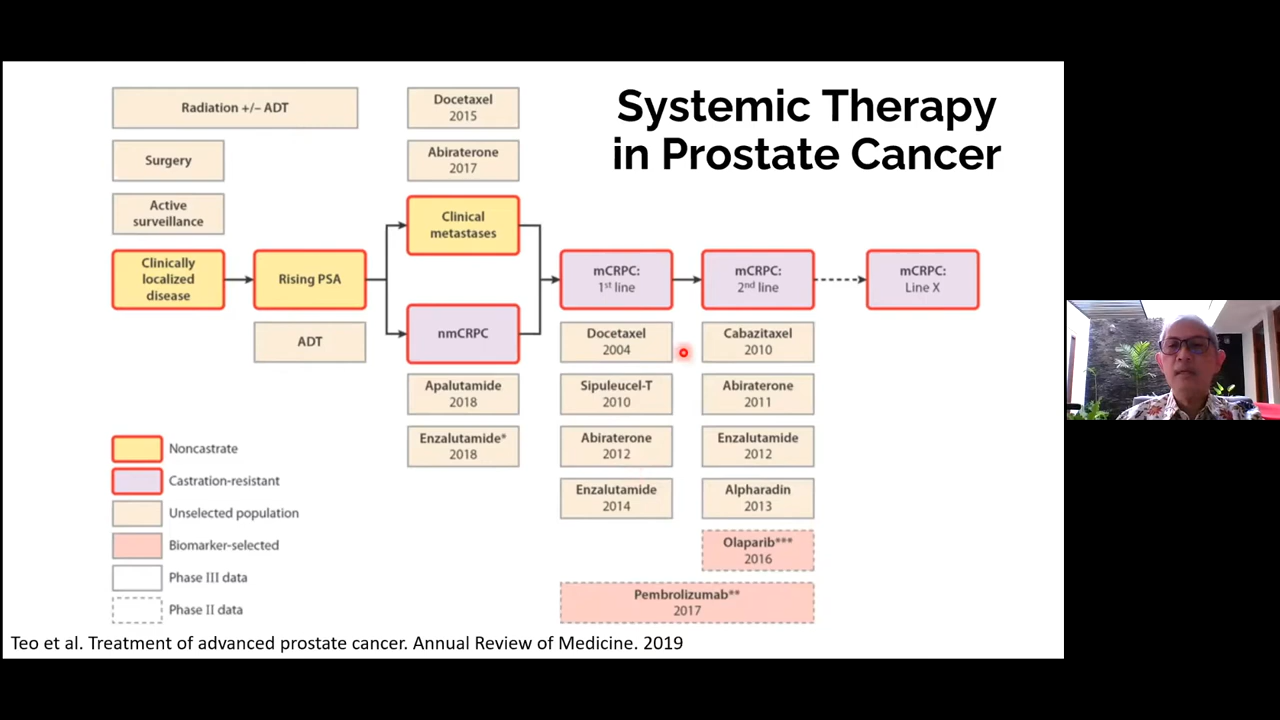 Systemic Therapy
in Prostate Cancer
Radiation +/– ADT
Surgery
Active
surveillance
Clinically
localized
disease
Rising PSA
ADT
Docetaxel
2015
Abiraterone
2017
Clinical
metastases
nmCRPC
Apalutamide
2018
Enzalutamide*
2018
mCRPC:
1st line
Docetaxel
2004
Sipuleucel-T
2010
Abiraterone
2012
Enzalutamide
2014
mCRPC:
2nd line
Cabazitaxel
2010
Abiraterone
2011
Enzalutamide
2012
Alpharadin
2013
Olaparib***
2016
Pembrolizumab**
2017
mCRPC:
Line X
Noncastrate
Castration-resistant
Unselected population
Biomarker-selected
Phase III data
Phase II data
Teo et al. Treatment of advanced prostate cancer. Annual Review of Medicine. 2019